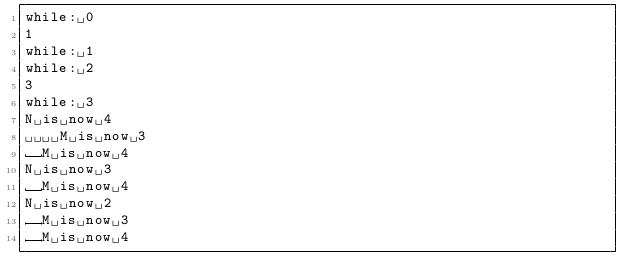 1 while:␣0
2 1
3 while:␣1
4 while:␣2
5 3
6 while:␣3
7 N␣is␣now␣4
8 ␣␣␣␣M␣is␣now␣3
9 ␣M␣is␣now␣4
10 N␣is␣now␣3
11 ␣M␣is␣now␣4
12 N␣is␣now␣2
13 ␣M␣is␣now␣3
14 ␣M␣is␣now␣4